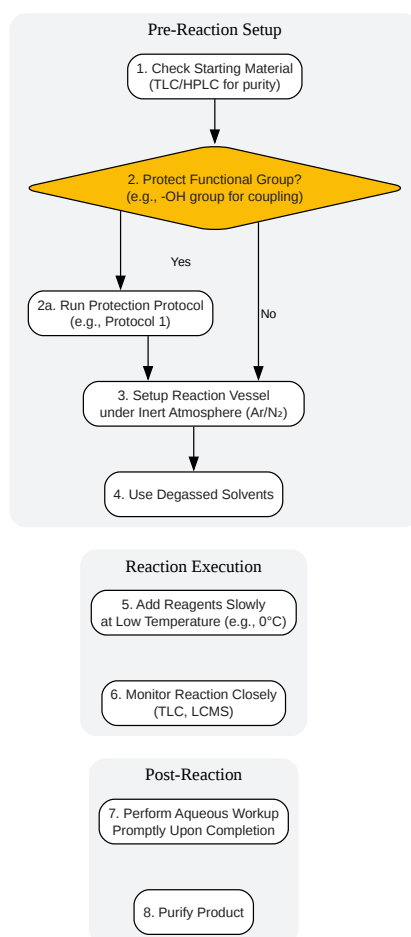 Pre-Reaction Setup
1. Check Starting Material
(TLC/HPLC for purity)
2. Protect Functional Group?
(e.g., -OH group for coupling)
Yes
2a. Run Protection Protocol
(e.g., Protocol 1)
No
3. Setup Reaction Vessel
under Inert Atmosphere (Ar/N₂)
4. Use Degassed Solvents
Reaction Execution
5. Add Reagents Slowly
at Low Temperature (e.g., 0°C)
6. Monitor Reaction Closely
(TLC, LCMS)
Post-Reaction
7. Perform Aqueous Workup
Promptly Upon Completion
8. Purify Product